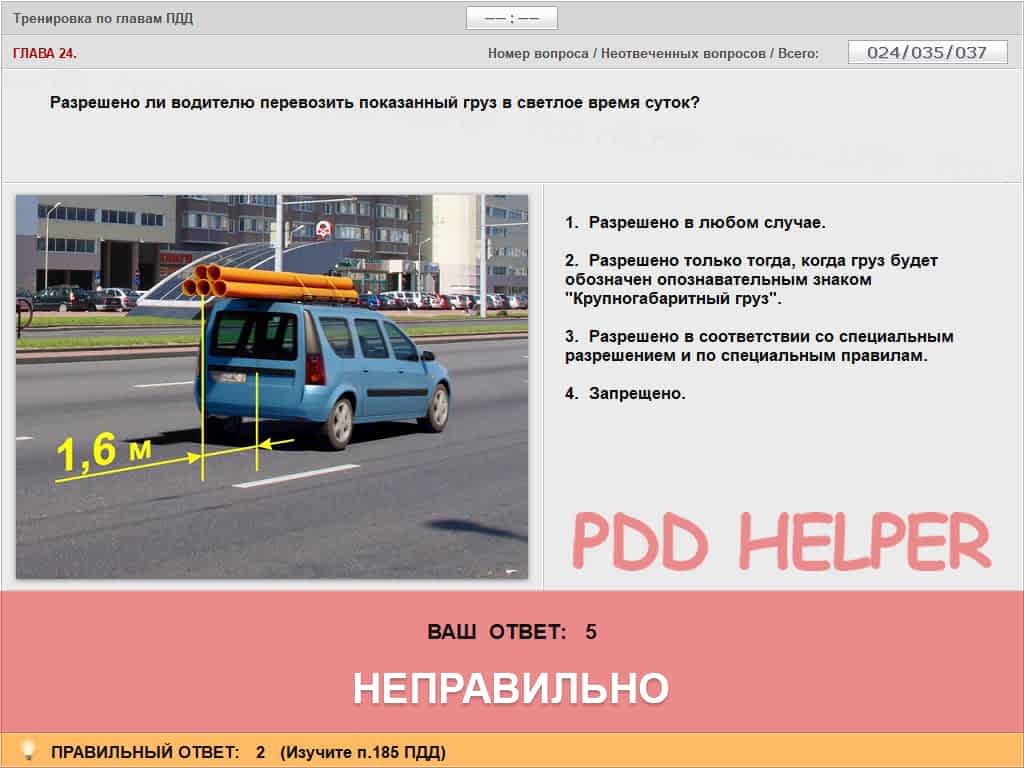 Тренировка по главам ПДД
–– : ––
ГЛАВА 24.
Номер вопроса / Неотвеченных вопросов / Всего:
024/035/037
Разрешено ли водителю перевозить показанный груз в светлое время суток?
1,6 м
1. Разрешено в любом случае.
2. Разрешено только тогда, когда груз будет
обозначен опознавательным знаком
"Крупногабаритный груз".
3. Разрешено в соответствии со специальным
разрешением и по специальным правилам.
4. Запрещено.
PDD HELPER
ВАШ ОТВЕТ: 5
НЕПРАВИЛЬНО
ПРАВИЛЬНЫЙ ОТВЕТ: 2 (Изучите п.185 ПДД)